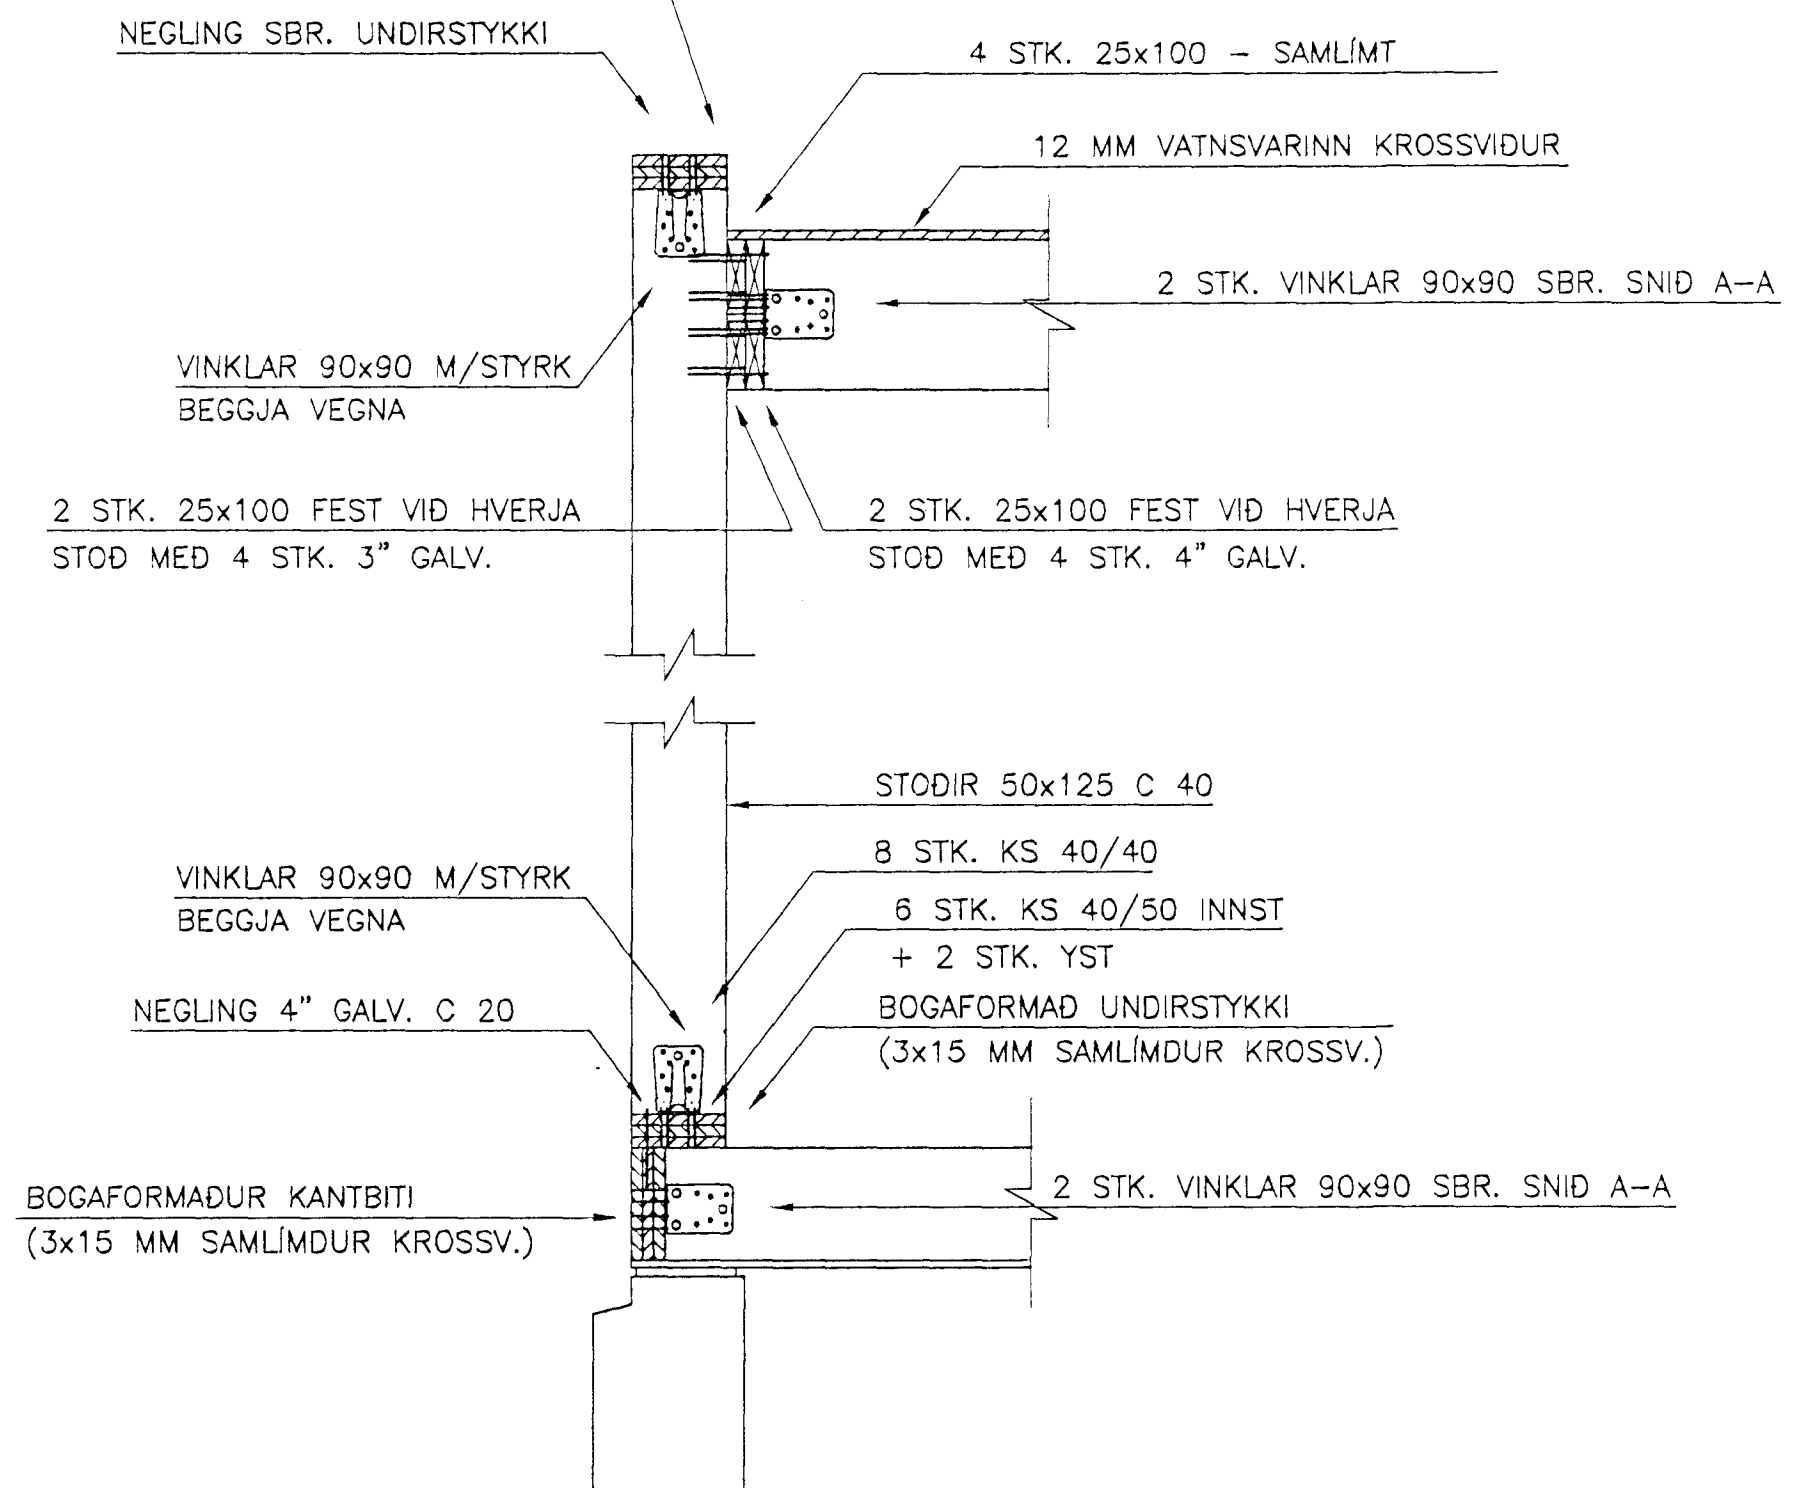 NEGLING SBR. UNDIRSTYKKI
4 STK. 25x100 – SAMLÍMT
12 MM VATNSVARINN KROSSVIÐUR
2 STK. VINKLAR 90x90 SBR. SNIÐ A–A
VINKLAR 90x90 M/STYRK
BEGGJA VEGNA
2 STK. 25x100 FEST VIÐ HVERJA
STOÐ MEÐ 4 STK. 3” GALV.
2 STK. 25x100 FEST VIÐ HVERJA
STOÐ MEÐ 4 STK. 4” GALV.
STOÐIR 50x125 C 40
8 STK. KS 40/40
VINKLAR 90x90 M/STYRK
BEGGJA VEGNA
6 STK. KS 40/50 INNST
+ 2 STK. YST
NEGLING 4” GALV. C 20
BOGAFORMAÐ UNDIRSTYKKI
(3x15 MM SAMLÍMDUR KROSSV.)
2 STK. VINKLAR 90x90 SBR. SNIÐ A–A
BOGAFORMAÐUR KANTBITI
(3x15 MM SAMLÍMDUR KROSSV.)